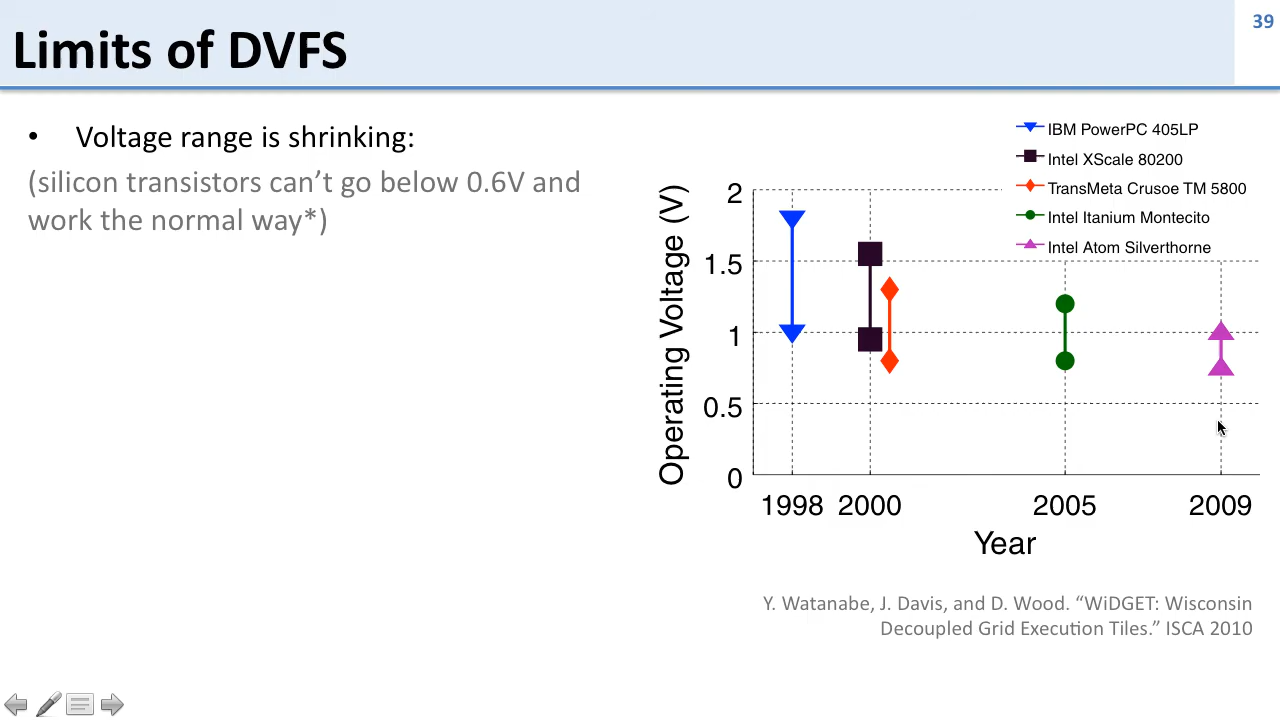 Limits of DVFS
39
• Voltage range is shrinking:
(silicon transistors can’t go below 0.6V and
work the normal way*)
IBM PowerPC 405LP
Intel XScale 80200
TransMeta Crusoe TM 5800
Intel Itanium Montecito
Intel Atom Silverthorne
Operating Voltage (V)
2
1.5
1
0.5
0
1998 2000 2005 2009
Year
Y. Watanabe, J. Davis, and D. Wood. “WiDGET: Wisconsin
Decoupled Grid Execution Tiles.” ISCA 2010